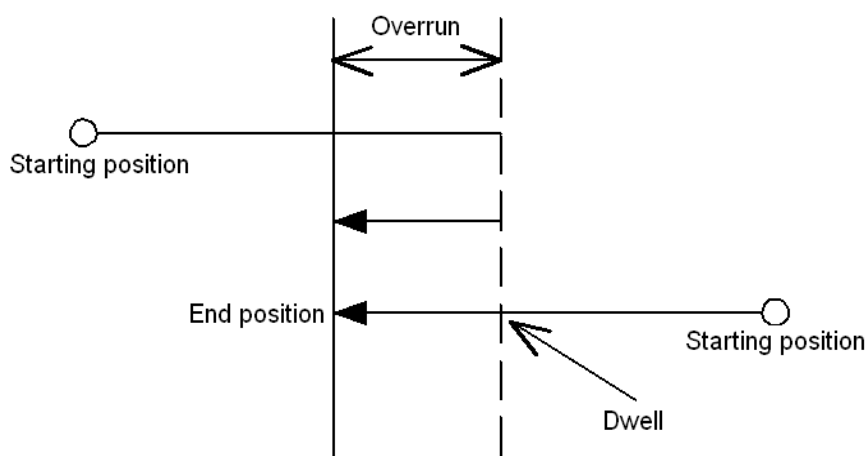 Overrun
Starting position
End position
Starting position
Dwell